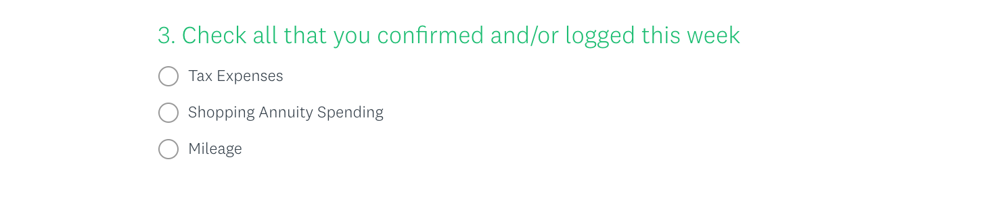 3. Check all that you confirmed and/or logged this week
Tax Expenses
Shopping Annuity Spending
Mileage